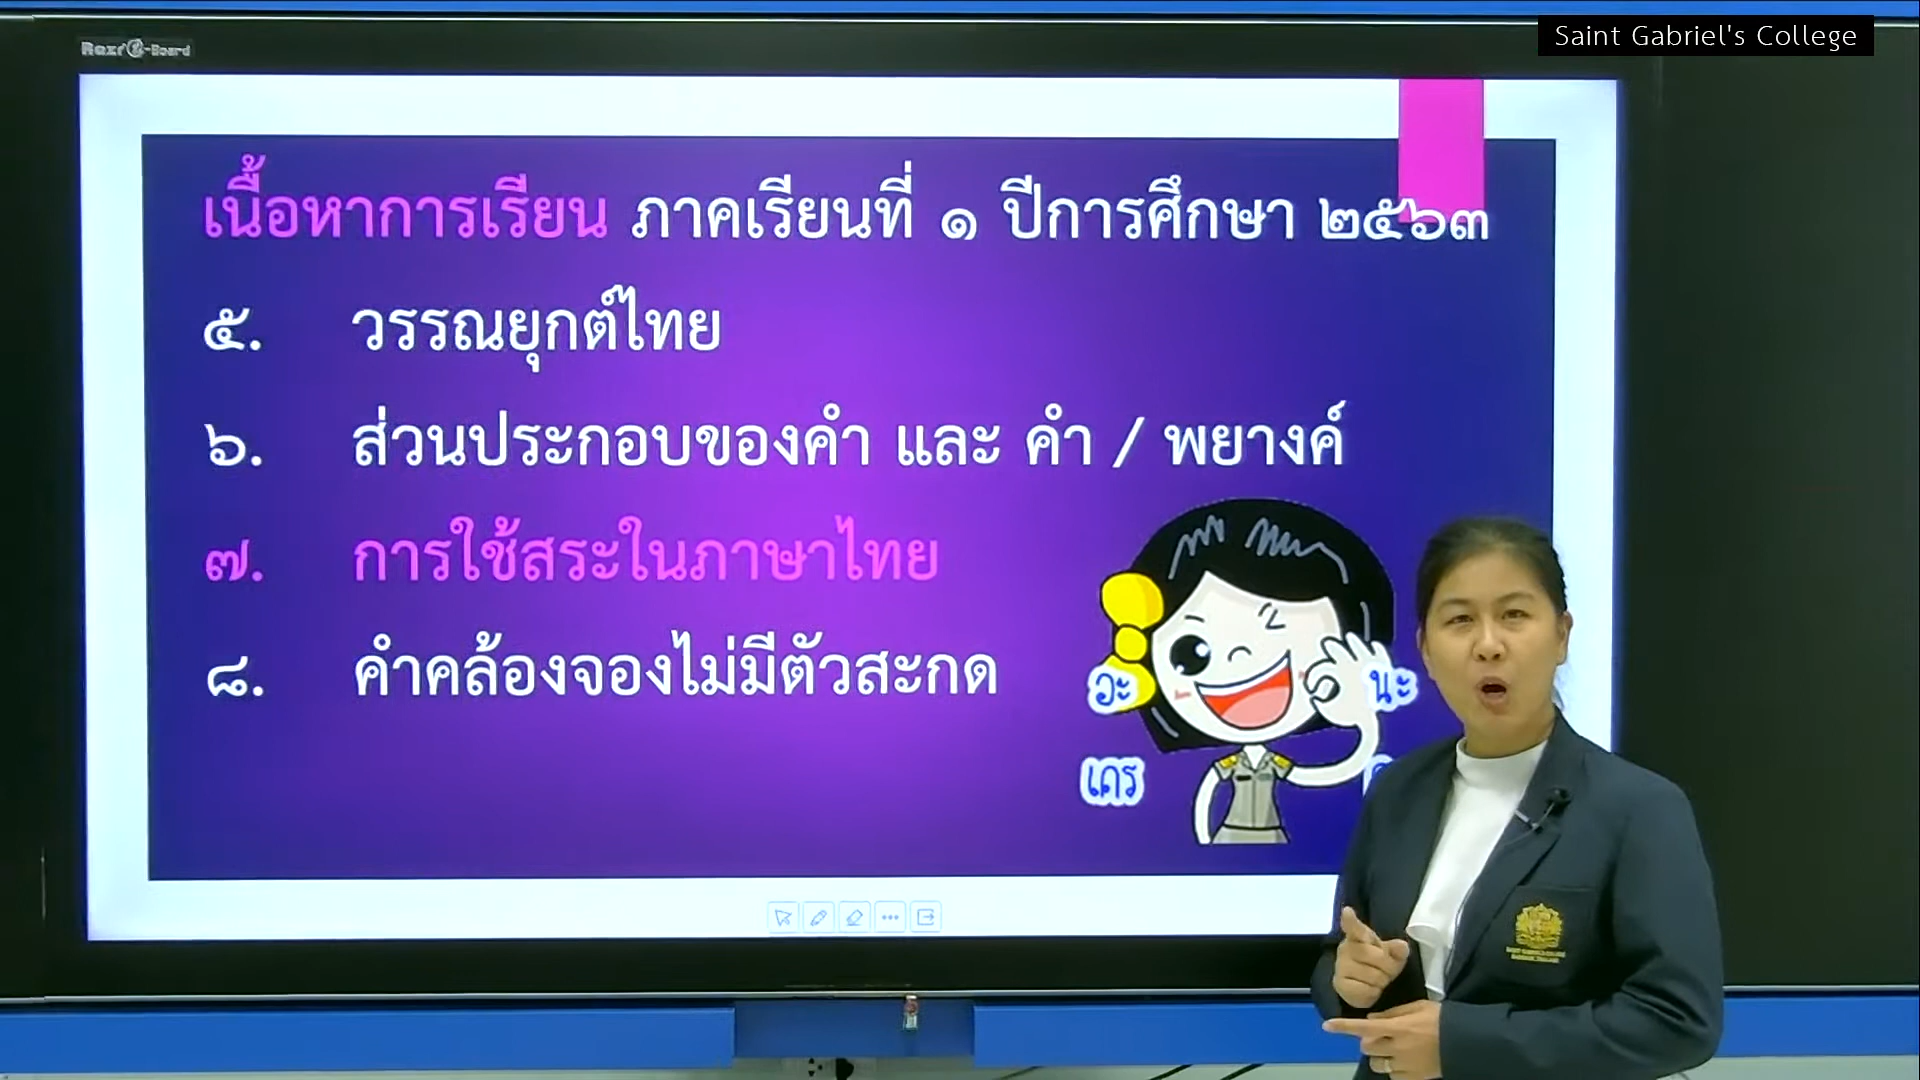 Saint Gabriel's College
Razr e-Board
เนื้อหาการเรียน ภาคเรียนที่ ๑ ปีการศึกษา ๒๕๖๓
๕. วรรณยุกต์ไทย
๖. ส่วนประกอบของคำ และ คำ / พยางค์
๗. การใช้สระในภาษาไทย
๘. คำคล้องจองไม่มีตัวสะกด
วะ
นะ
เคร